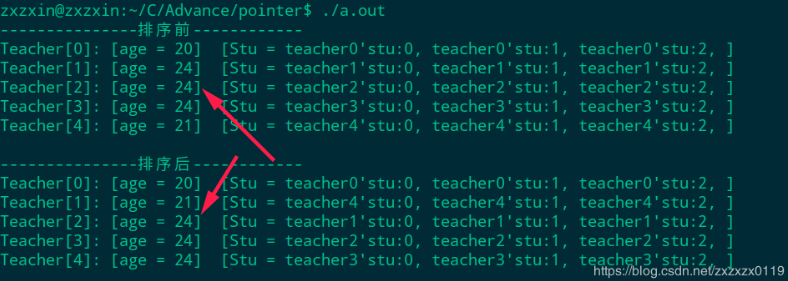 zxzxin@zxzxin:~/C/Advance/pointer$ ./a.out
---------------排序前------------
Teacher[0]: [age = 20]  [Stu = teacher0'stu:0, teacher0'stu:1, teacher0'stu:2, ]
Teacher[1]: [age = 24]  [Stu = teacher1'stu:0, teacher1'stu:1, teacher1'stu:2, ]
Teacher[2]: [age = 24]  [Stu = teacher2'stu:0, teacher2'stu:1, teacher2'stu:2, ]
Teacher[3]: [age = 24]  [Stu = teacher3'stu:0, teacher3'stu:1, teacher3'stu:2, ]
Teacher[4]: [age = 21]  [Stu = teacher4'stu:0, teacher4'stu:1, teacher4'stu:2, ]
---------------排序后------------
Teacher[0]: [age = 20]  [Stu = teacher0'stu:0, teacher0'stu:1, teacher0'stu:2, ]
Teacher[1]: [age = 21]  [Stu = teacher4'stu:0, teacher4'stu:1, teacher4'stu:2, ]
Teacher[2]: [age = 24]  [Stu = teacher1'stu:0, teacher1'stu:1, teacher1'stu:2, ]
Teacher[3]: [age = 24]  [Stu = teacher2'stu:0, teacher2'stu:1, teacher2'stu:2, ]
Teacher[4]: [age = 24]  [Stu = teacher3'stu:0, teacher3'stu:1, teacher3'stu:2, ]
https://blog.csdn.net/zxzxzx0119